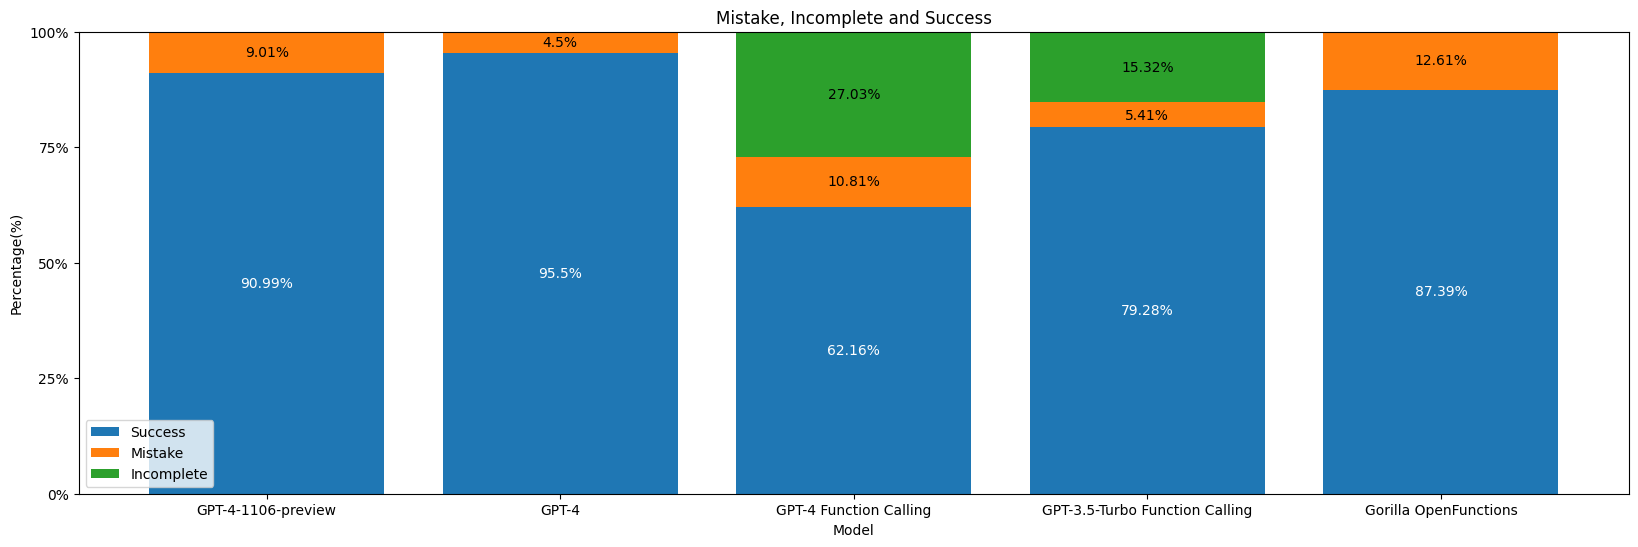 Mistake, Incomplete and Success
100%
75%
50%
25%
0%
Percentage(%)
9.01%
90.99%
4.5%
95.5%
27.03%
10.81%
62.16%
15.32%
5.41%
79.28%
12.61%
87.39%
Success
Mistake
Incomplete
GPT-4-1106-preview
GPT-4
GPT-4 Function Calling
GPT-3.5-Turbo Function Calling
Gorilla OpenFunctions
Model